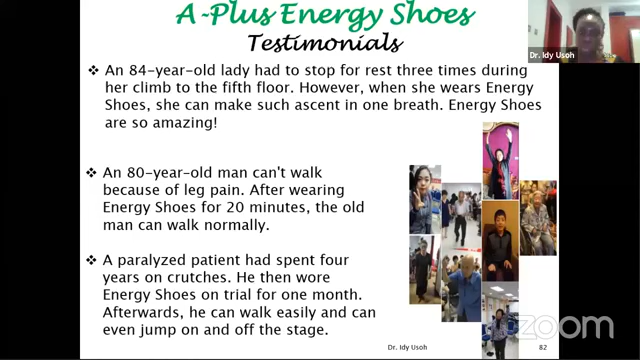 A-Plus Energy Shoes
Testimonials
Dr. Idy Usoh
❖ An 84-year-old lady had to stop for rest three times during
her climb to the fifth floor. However, when she wears Energy
Shoes, she can make such ascent in one breath. Energy Shoes
are so amazing!
❖ An 80-year-old man can't walk
because of leg pain. After wearing
Energy Shoes for 20 minutes, the old
man can walk normally.
❖ A paralyzed patient had spent four
years on crutches. He then wore
Energy Shoes on trial for one month.
Afterwards, he can walk easily and can
even jump on and off the stage.
zoom
Dr. Idy Usoh
82